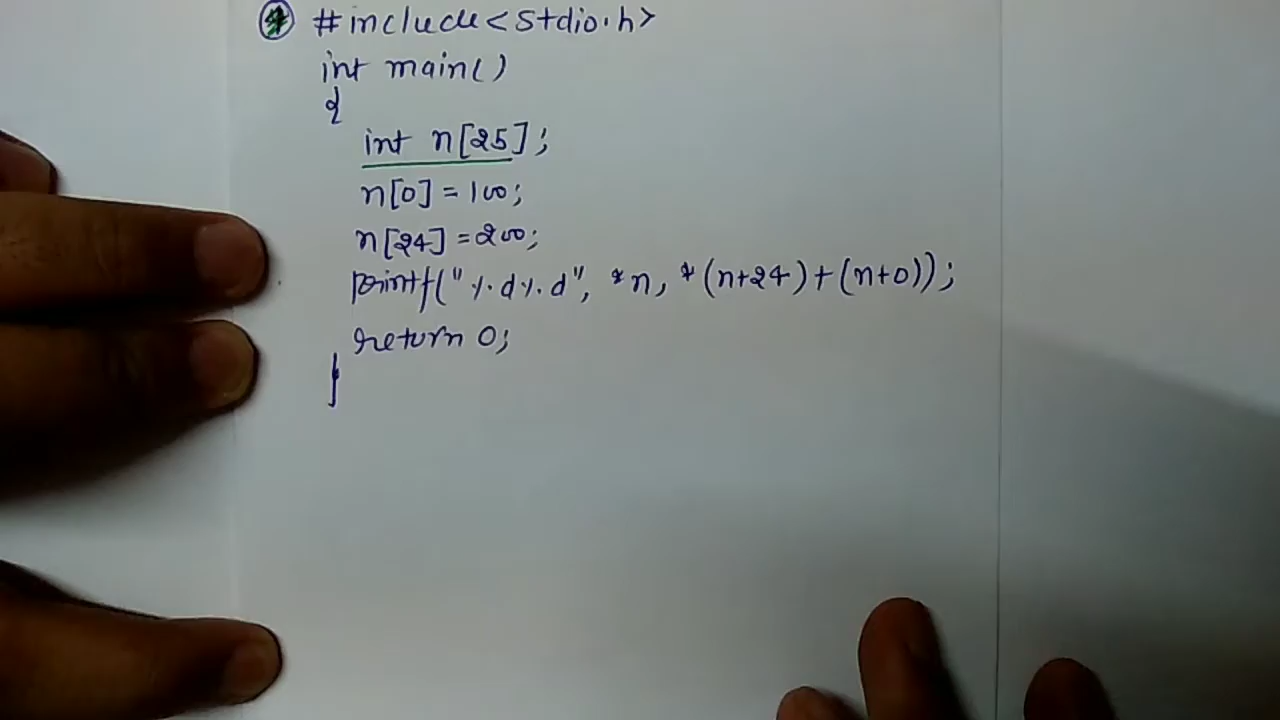 * #include<stdio.h>
int main()
{
int n[25];
n[0]=100;
n[24]=200;
printf("%d%d", *n, *(n+24)+(n+0));
return 0;
}